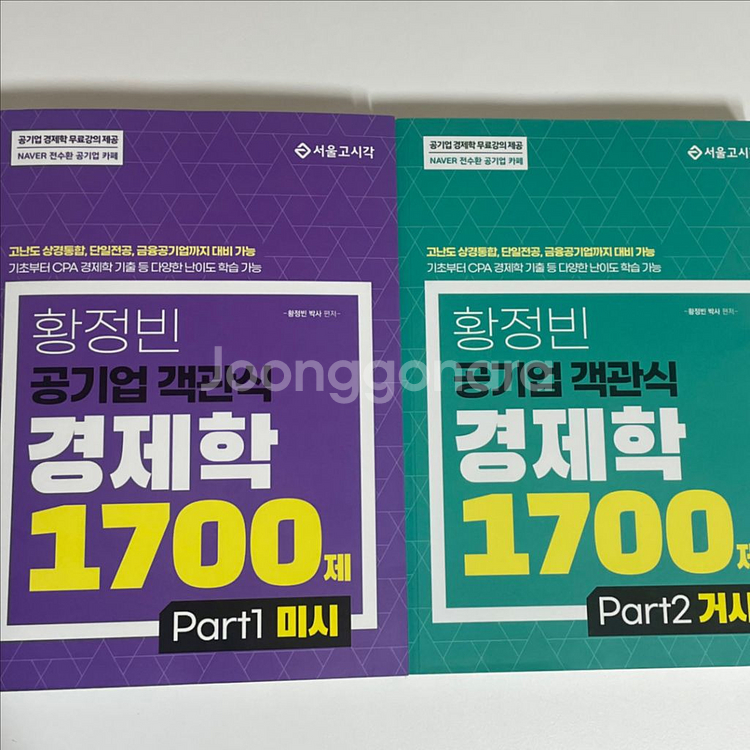 공기업 경제학 무료강의 제공
NAVER 전수환 공기업 카페
서울고시각
고난도 상경통합, 단일전공, 금융공기업까지 대비 가능
기초부터 CPA 경제학 기출 등 다양한 난이도 학습 가능
황정빈
-황정빈 박사 편저-
공기업 객관식
경제학
1700제
Part1 미시
공기업 경제학 무료강의 제공
NAVER 전수환 공기업 카페
서울고시
고난도 상경통합, 단일전공, 금융공기업까지 대비 가능
기초부터 CPA 경제학 기출 등 다양한 난이도 학습 가능
황정빈
-황정빈 박사 편저-
공기업 객관식
경제학
1700제
Part2 거시
Joonggonara